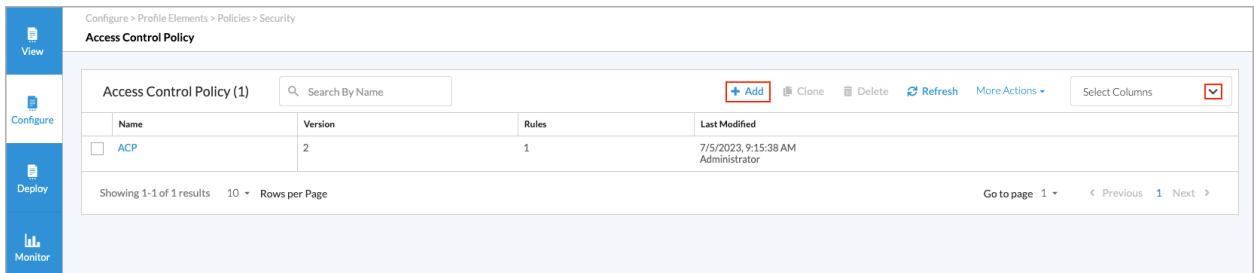 View
Configure
Deploy
Monitor
Configure > Profile Elements > Policies > Security
Access Control Policy
Access Control Policy (1) Search By Name + Add Clone Delete Refresh More Actions Select Columns
Name Version Rules Last Modified
ACP 2 1 7/5/2023, 9:15:38 AM
Administrator
Showing 1-1 of 1 results 10 Rows per Page Go to page 1 < Previous 1 Next >